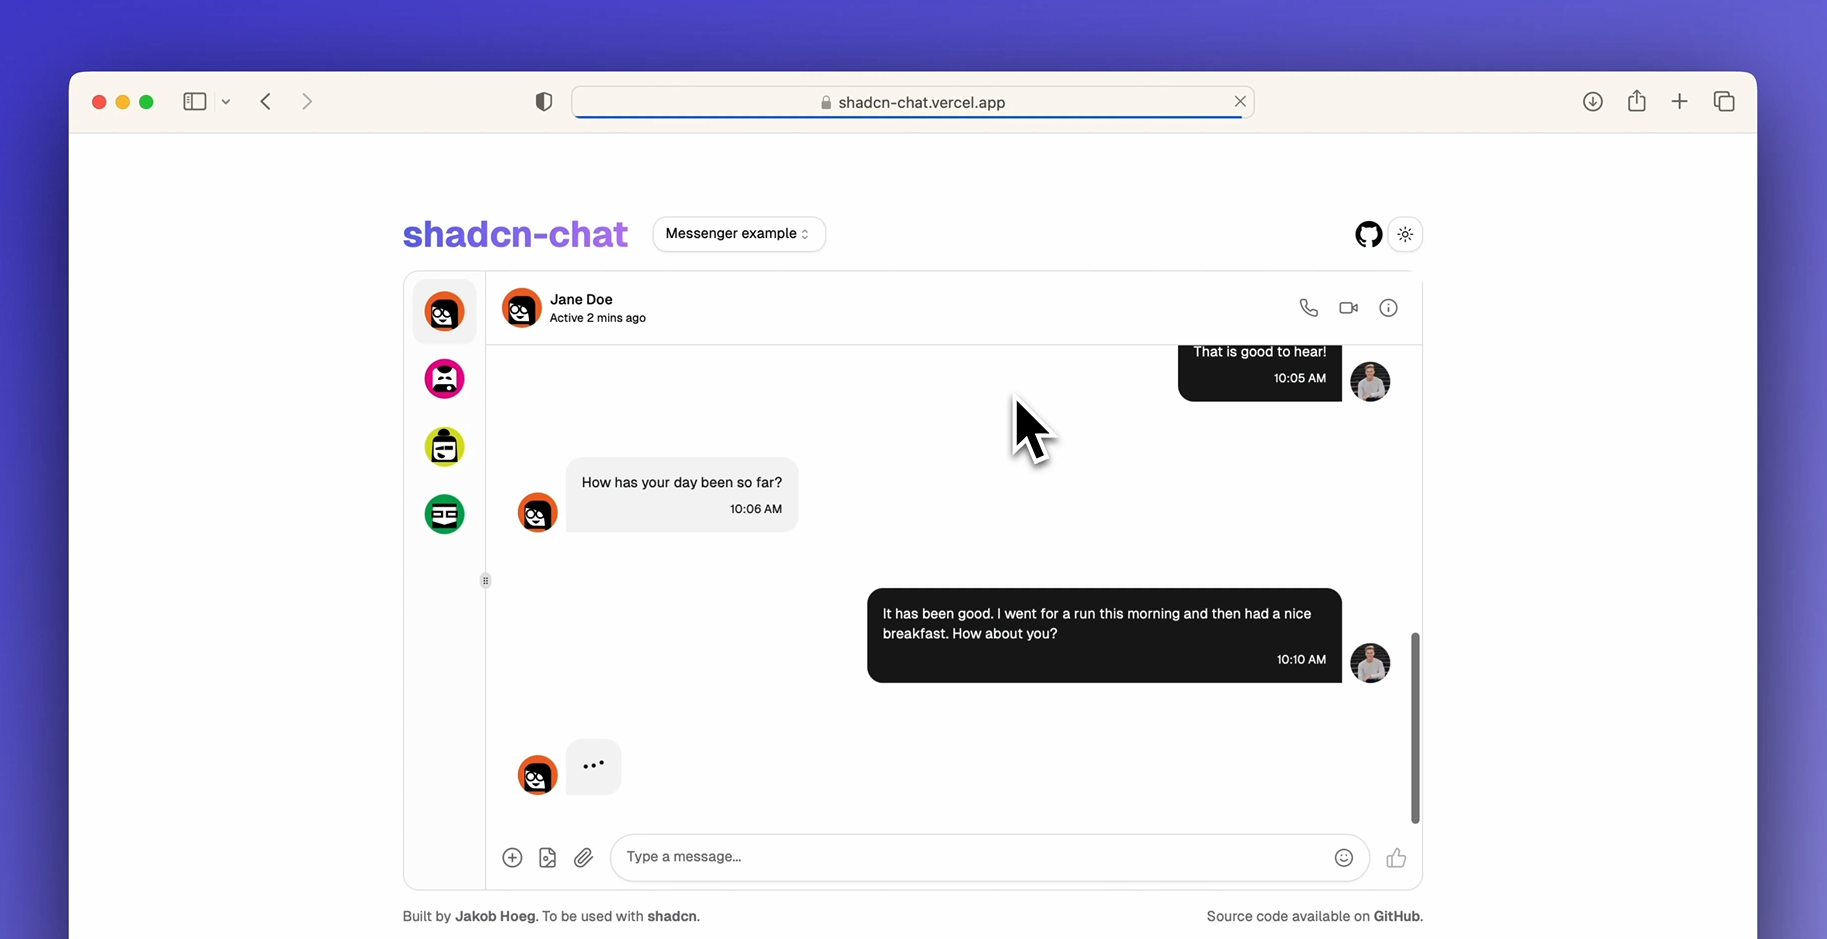 shadcn-chat.vercel.app
shadcn-chat
Messenger example
Jane Doe
Active 2 mins ago
That is good to hear!
10:05 AM
How has your day been so far?
10:06 AM
It has been good. I went for a run this morning and then had a nice
breakfast. How about you?
10:10 AM
Type a message...
Built by Jakob Hoeg. To be used with shadcn.
Source code available on GitHub.